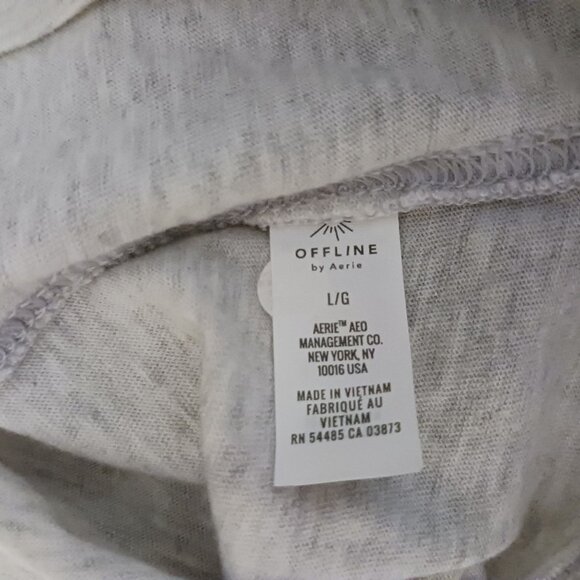 OFFLINE
by Aerie
L/G
AERIE™ AEO
MANAGEMENT CO.
NEW YORK, NY
10016 USA
MADE IN VIETNAM
FABRIQUÉ AU
VIETNAM
RN 54485 CA 03873